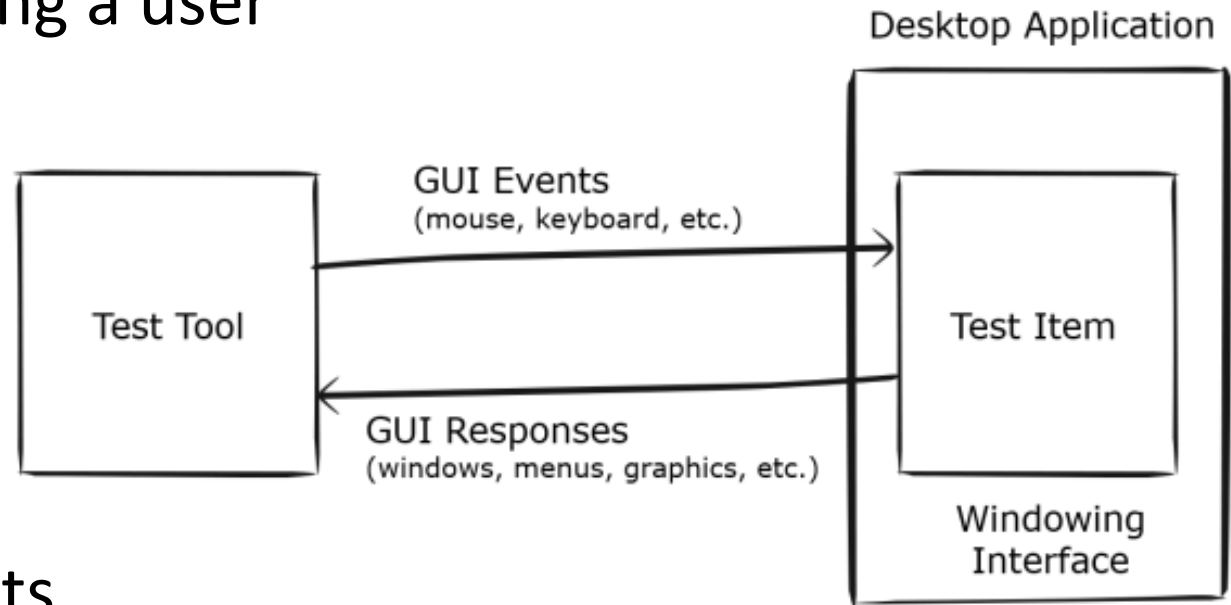 ng a user
Desktop Application
GUI Events
(mouse, keyboard, etc.)
Test Tool
Test Item
GUI Responses
(windows, menus, graphics, etc.)
Windowing
Interface
ts